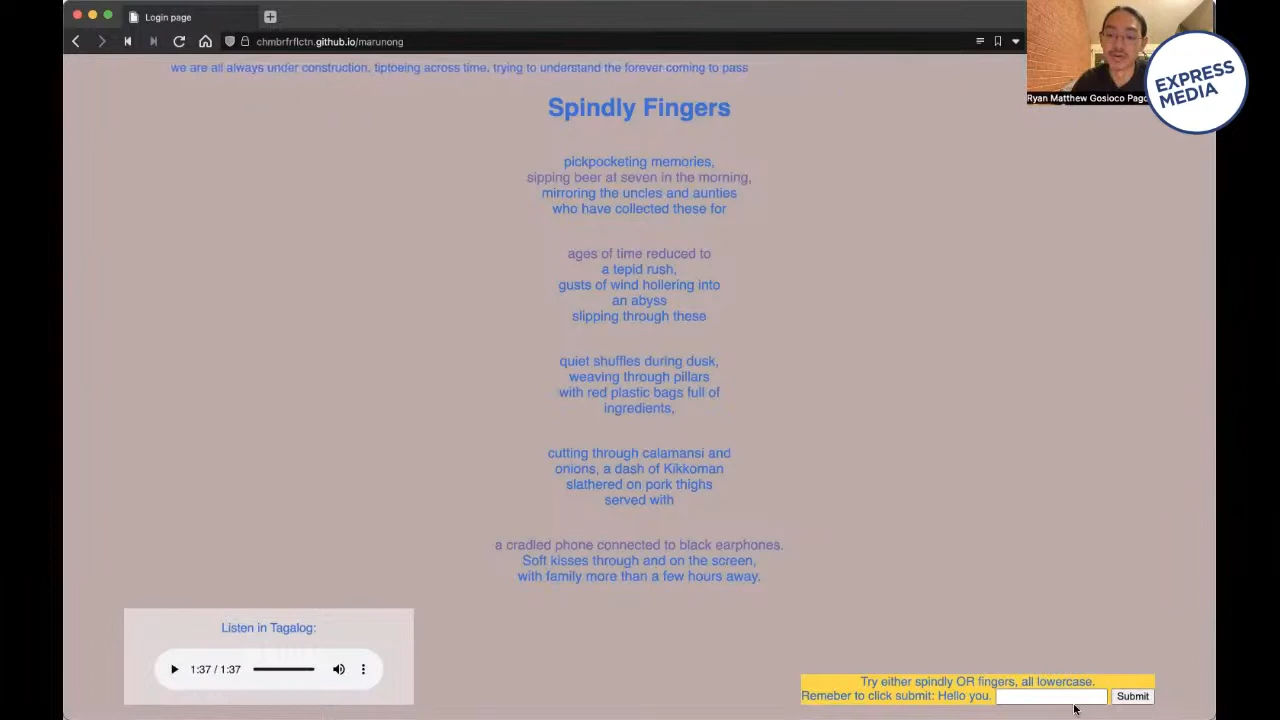 Login page
chmbrfrflctn.github.io/marunong
Ryan Matthew Gosioco Pag
EXPRESS
MEDIA
we are all always under construction, tiptoeing across time, trying to understand the forever coming to pass
Spindly Fingers
pickpocketing memories,
sipping beer at seven in the morning,
mirroring the uncles and aunties
who have collected these for
ages of time reduced to
a tepid rush,
gusts of wind hollering into
an abyss
slipping through these
quiet shuffles during dusk,
weaving through pillars
with red plastic bags full of
ingredients,
cutting through calamansi and
onions, a dash of Kikkoman
slathered on pork thighs
served with
a cradled phone connected to black earphones.
Soft kisses through and on the screen,
with family more than a few hours away.
Listen in Tagalog:
1:37 / 1:37
Try either spindly OR fingers, all lowercase.
Remeber to click submit: Hello you.
Submit